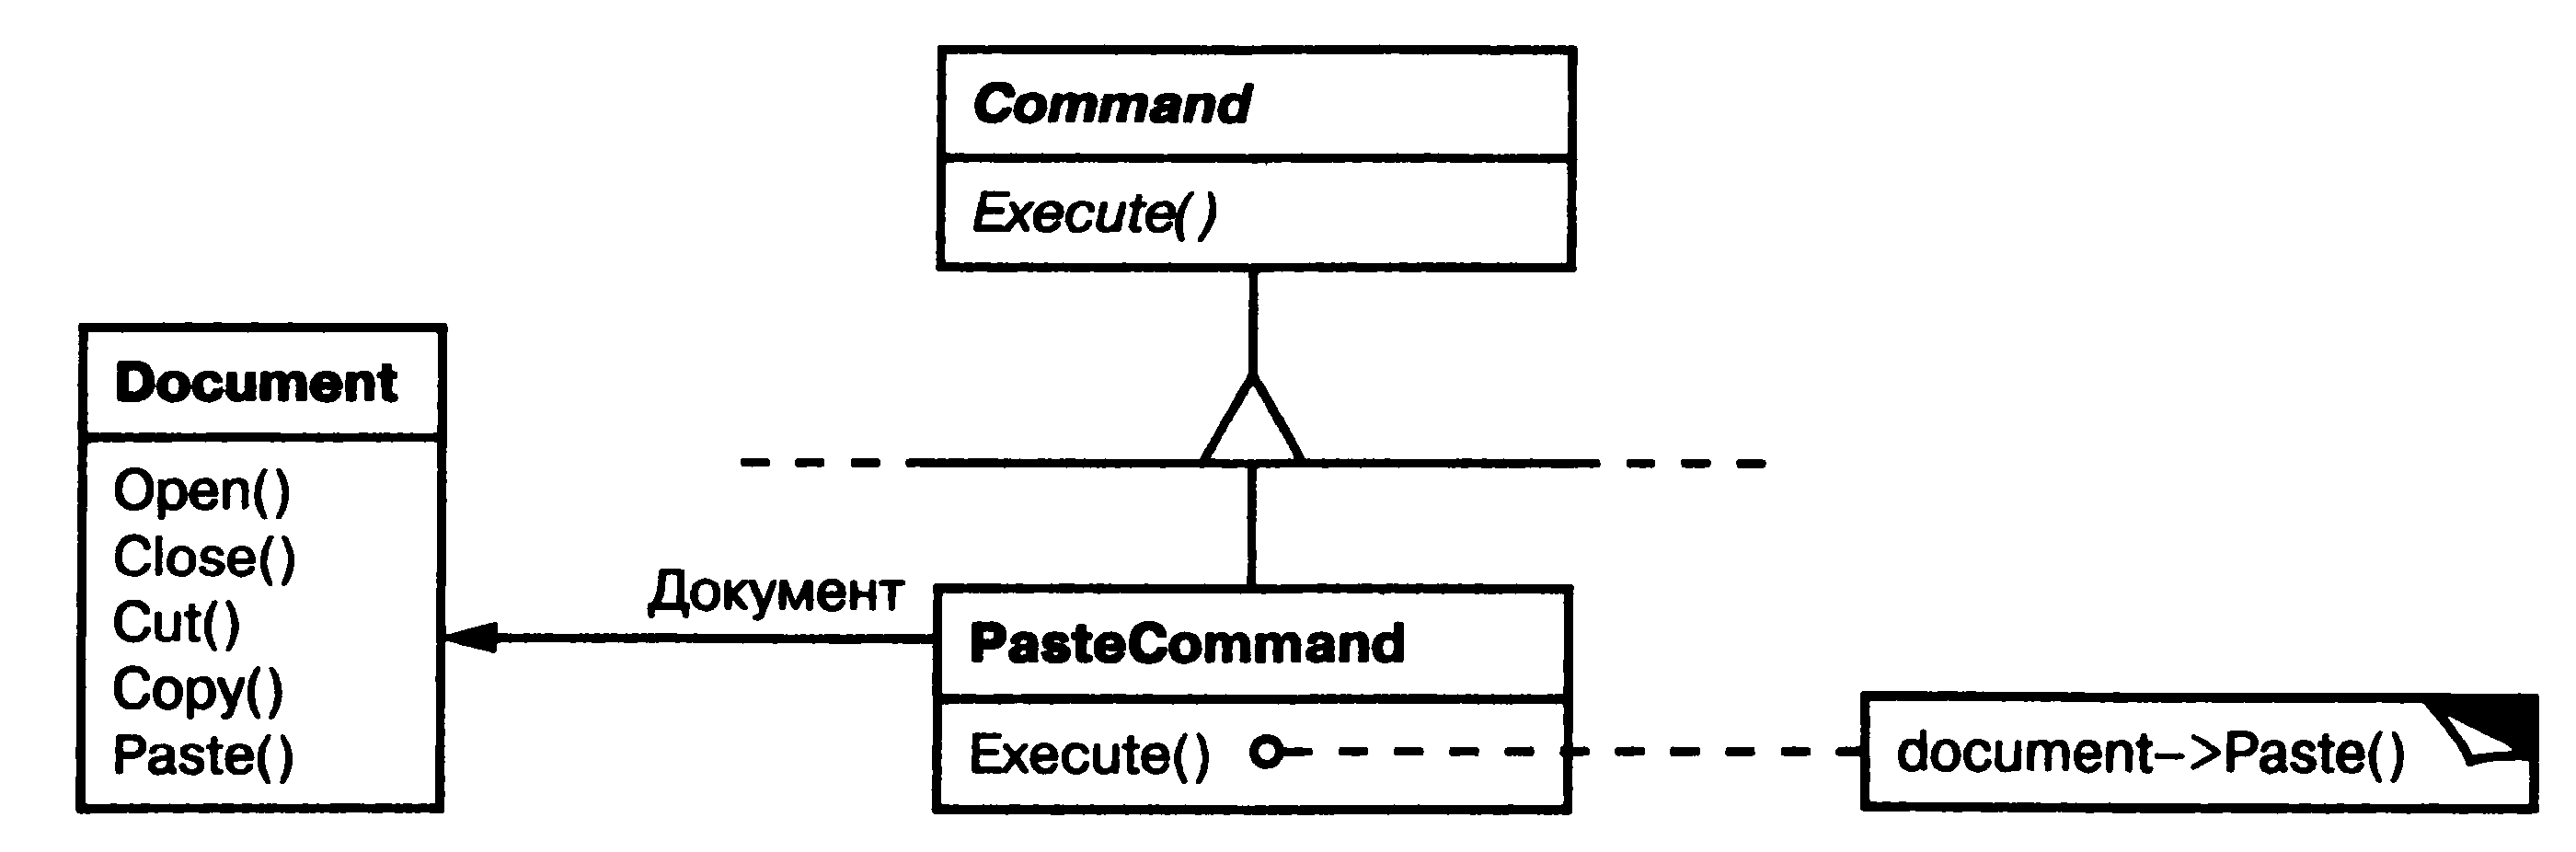 Command
Execute()
Document
Open()
Close()
Cut()
Copy()
Paste()
Документ
PasteCommand
Execute()
document->Paste()